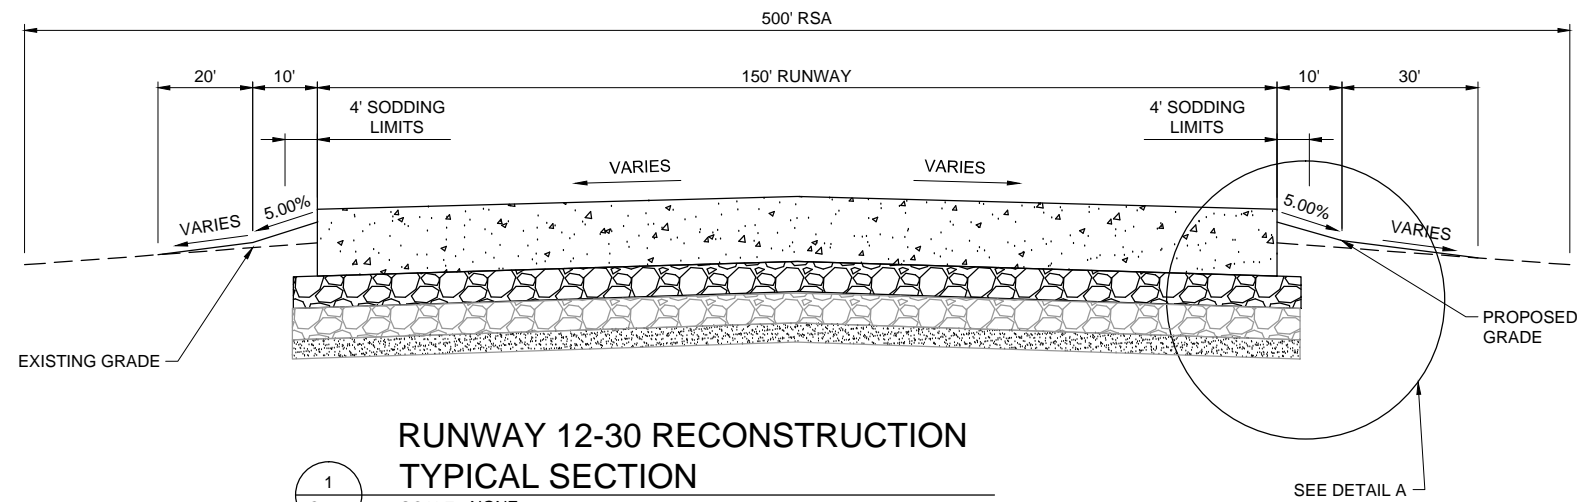 500' RSA
20'
10'
150' RUNWAY
10'
30'
4' SODDING
LIMITS
4' SODDING
LIMITS
VARIES
VARIES
VARIES
5.00%
5.00%
VARIES
EXISTING GRADE
PROPOSED
GRADE
RUNWAY 12-30 RECONSTRUCTION
TYPICAL SECTION
1
SEE DETAIL A